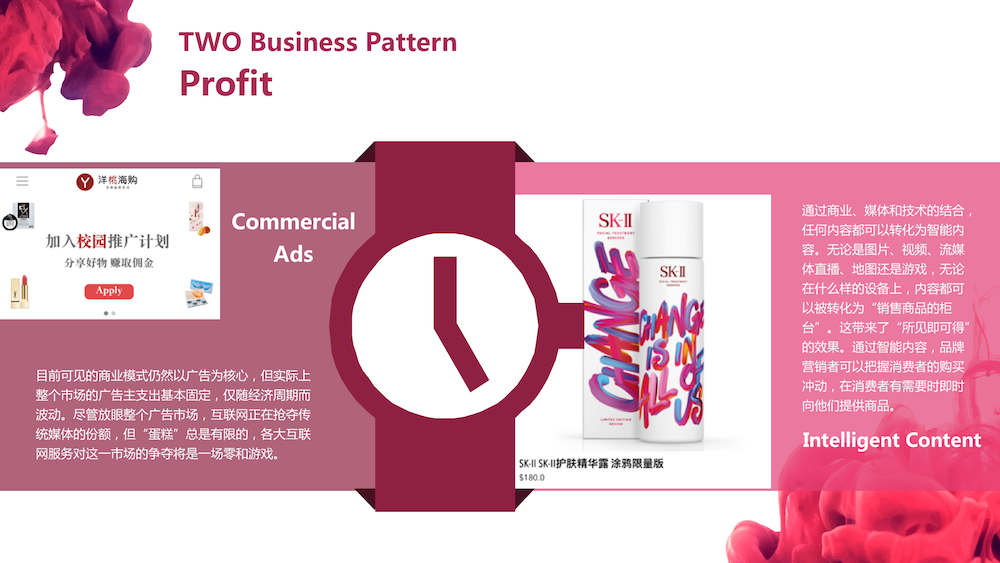 TWO Business Pattern
Profit
洋桃海购
加入校园推广计划
分享好物 赚取佣金
Apply
Commercial
Ads
目前可见的商业模式仍然以广告为核心，但实际上
整个市场的广告主支出基本固定，仅随经济周期而
波动。尽管放眼整个广告市场，互联网正在抢夺传
统媒体的份额，但“蛋糕”总是有限的，各大互联
网服务对这一市场的争夺将是一场零和游戏。
SK-II
FACIAL TREATMENT
ESSENCE
CHANGE
LIMITED EDITION
DESIGN
SK-II
FACIAL TREATMENT
ESSENCE
CHANGE
IS IN
ALL OF
US
SK-II SK-II护肤精华露 涂鸦限量版
$180.0
通过商业、媒体和技术的结合，
任何内容都可以转化为智能内
容。无论是图片、视频、流媒
体直播、地图还是游戏，无论
在什么样的设备上，内容都可
以被转化为“销售商品的柜
台”。这带来了“所见即可得”
的效果。通过智能内容，品牌
营销者可以把握消费者的购买
冲动，在消费者有需要时即时
向他们提供商品。
Intelligent Content